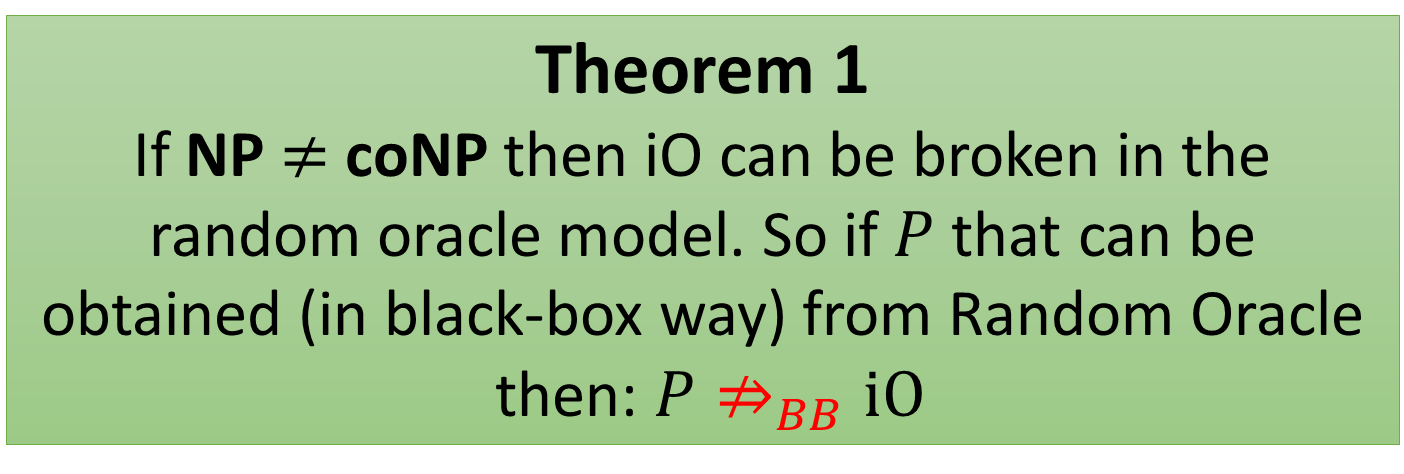 Theorem 1
If NP ≠ coNP then iO can be broken in the
random oracle model. So if P that can be
obtained (in black-box way) from Random Oracle
then: P ⇏_BB iO